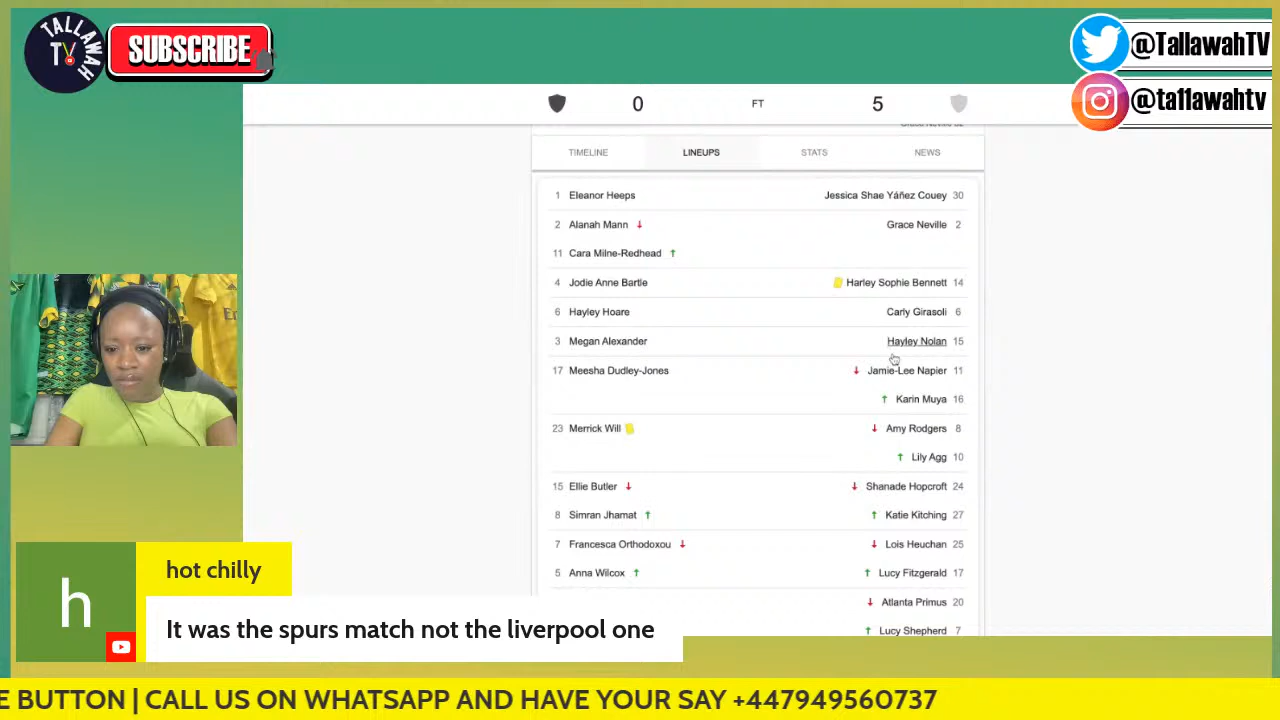 TALLAWAH
TV
SUBSCRIBE
@TallawahTV
@ta11awahtv
0 FT 5
TIMELINE LINEUPS STATS NEWS
1 Eleanor Heeps Jessica Shae Yáñez Couey 30
2 Alanah Mann ↓ Grace Neville 2
11 Cara Milne-Redhead ↑
4 Jodie Anne Bartle Harley Sophie Bennett 14
6 Hayley Hoare Carly Girasoli 6
3 Megan Alexander Hayley Nolan 15
17 Meesha Dudley-Jones ↓ Jamie-Lee Napier 11
↑ Karin Muya 16
23 Merrick Will ↓ Amy Rodgers 8
↑ Lily Agg 10
15 Ellie Butler ↓ ↓ Shanade Hopcroft 24
8 Simran Jhamat ↑ ↑ Katie Kitching 27
7 Francesca Orthodoxou ↓ ↓ Lois Heuchan 25
5 Anna Wilcox ↑ ↑ Lucy Fitzgerald 17
↓ Atlanta Primus 20
↑ Lucy Shepherd 7
h
hot chilly
It was the spurs match not the liverpool one
E BUTTON | CALL US ON WHATSAPP AND HAVE YOUR SAY +447949560737